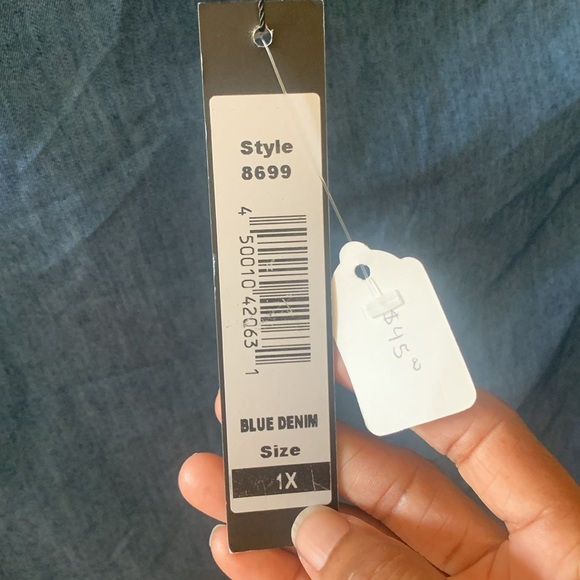 Style
8699
4 50010 42063 1
BLUE DENIM
Size
1X
$45